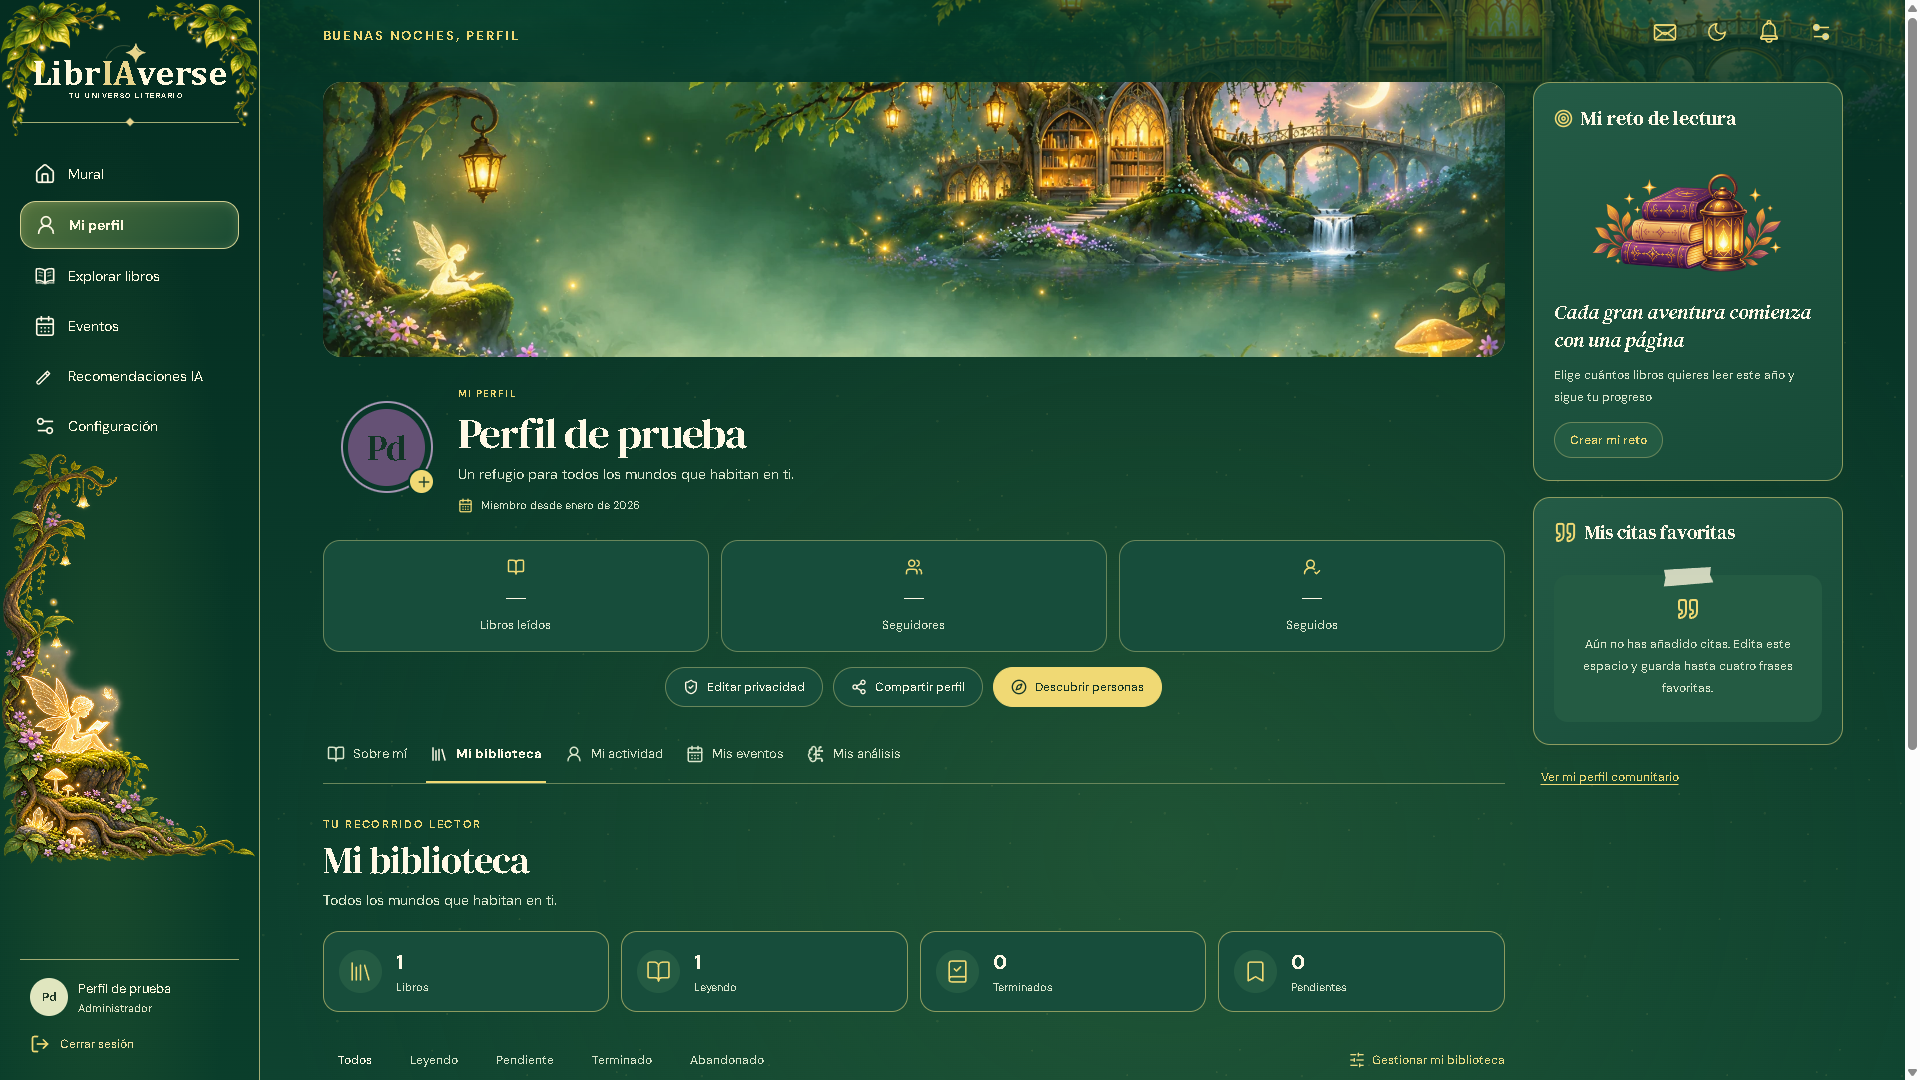 LibrIAverse
TU UNIVERSO LITERARIO
Mural
Mi perfil
Explorar libros
Eventos
Recomendaciones IA
Configuración
Pd
Perfil de prueba
Administrador
Cerrar sesión
BUENAS NOCHES, PERFIL
MI PERFIL
Pd
Perfil de prueba
Un refugio para todos los mundos que habitan en ti.
Miembro desde enero de 2026
Libros leídos
Seguidores
Seguidos
Editar privacidad
Compartir perfil
Descubrir personas
Sobre mí
Mi biblioteca
Mi actividad
Mis eventos
Mis análisis
TU RECORRIDO LECTOR
Mi biblioteca
Todos los mundos que habitan en ti.
1
Libros
1
Leyendo
0
Terminados
0
Pendientes
Todos
Leyendo
Pendiente
Terminado
Abandonado
Gestionar mi biblioteca
Mi reto de lectura
Cada gran aventura comienza
con una página
Elige cuántos libros quieres leer este año y
sigue tu progreso
Crear mi reto
Mis citas favoritas
Aún no has añadido citas. Edita este
espacio y guarda hasta cuatro frases
favoritas.
Ver mi perfil comunitario